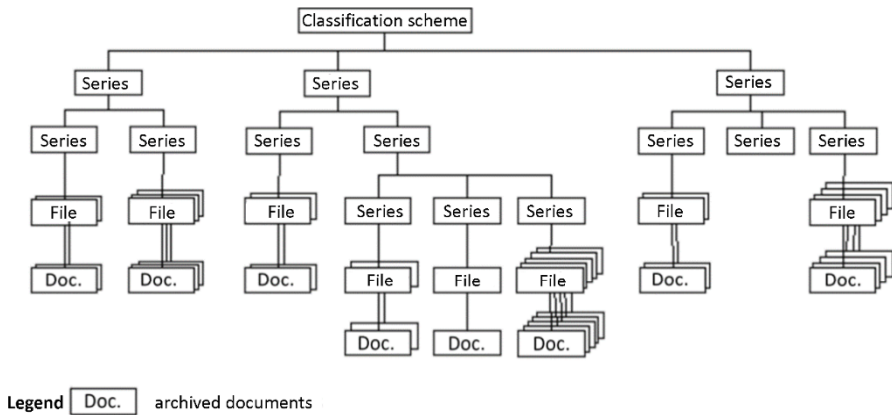 Classification scheme
Series Series Series
Series Series Series Series Series Series Series
File File File Series Series Series File File
Doc. Doc. Doc. File File File Doc. Doc.
Doc. Doc. Doc.
Legend Doc. archived documents